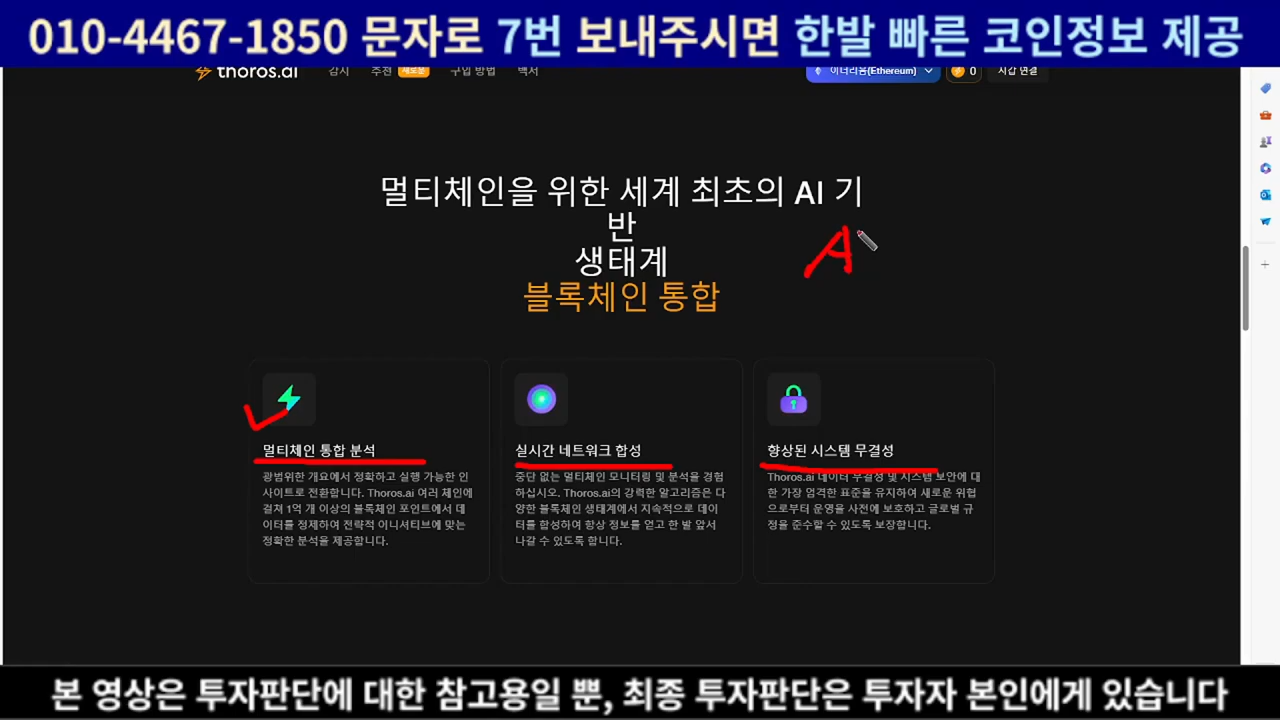 010-4467-1850 문자로 7번 보내주시면 한발 빠른 코인정보 제공
thoros.ai 감시 추천 새로운 구입 방법 백서 이더리움(Ethereum) 0 지갑 연결
멀티체인을 위한 세계 최초의 AI 기
반
생태계
블록체인 통합
A
멀티체인 통합 분석
광범위한 개요에서 정확하고 실행 가능한 인
사이트로 전환합니다. Thoros.ai 여러 체인에
걸쳐 1억 개 이상의 블록체인 포인트에서 데
이터를 정제하여 전략적 이니셔티브에 맞는
정확한 분석을 제공합니다.
실시간 네트워크 합성
중단 없는 멀티체인 모니터링 및 분석을 경험
하십시오. Thoros.ai의 강력한 알고리즘은 다
양한 블록체인 생태계에서 지속적으로 데이
터를 합성하여 항상 정보를 얻고 한 발 앞서
나갈 수 있도록 합니다.
향상된 시스템 무결성
Thoros.ai 데이터 무결성 및 시스템 보안에 대
한 가장 엄격한 표준을 유지하여 새로운 위협
으로부터 운영을 사전에 보호하고 글로벌 규
정을 준수할 수 있도록 보장합니다.
본 영상은 투자판단에 대한 참고용일 뿐, 최종 투자판단은 투자자 본인에게 있습니다